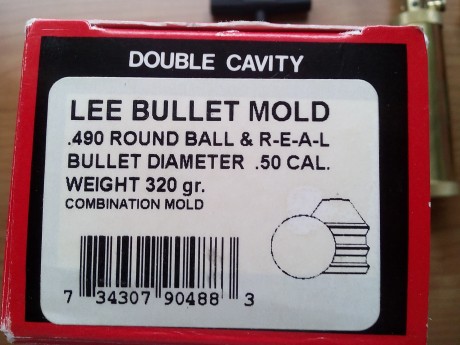 DOUBLE CAVITY
LEE BULLET MOLD
.490 ROUND BALL & R-E-A-L
BULLET DIAMETER .50 CAL.
WEIGHT 320 gr.
COMBINATION MOLD
7 34307 90488 3